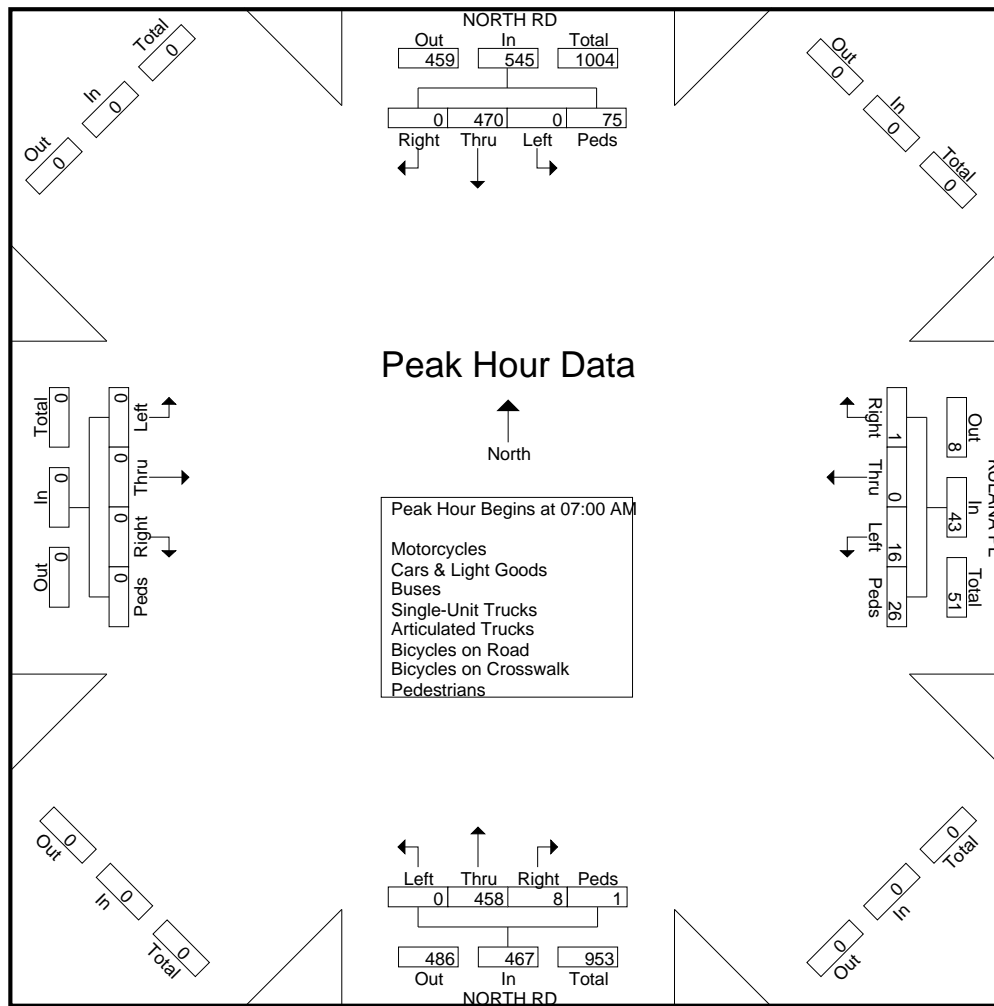 NORTH RD
Out In Total
459 545 1004
0 470 0 75
Right Thru Left Peds
Total
0
In
0
Out
0
Out
0
In
0
Total
0
Peak Hour Data
North
Peak Hour Begins at 07:00 AM
Motorcycles
Cars & Light Goods
Buses
Single-Unit Trucks
Articulated Trucks
Bicycles on Road
Bicycles on Crosswalk
Pedestrians
Out In Total
0 0 0
0 0 0 0
Peds Right Thru Left
Out In Total
8 43 51
1 0 16 26
Right Thru Left Peds
Left Thru Right Peds
0 458 8 1
486 467 953
Out In Total
NORTH RD
0
Out
0
In
0
Total
0
Total
0
In
0
Out